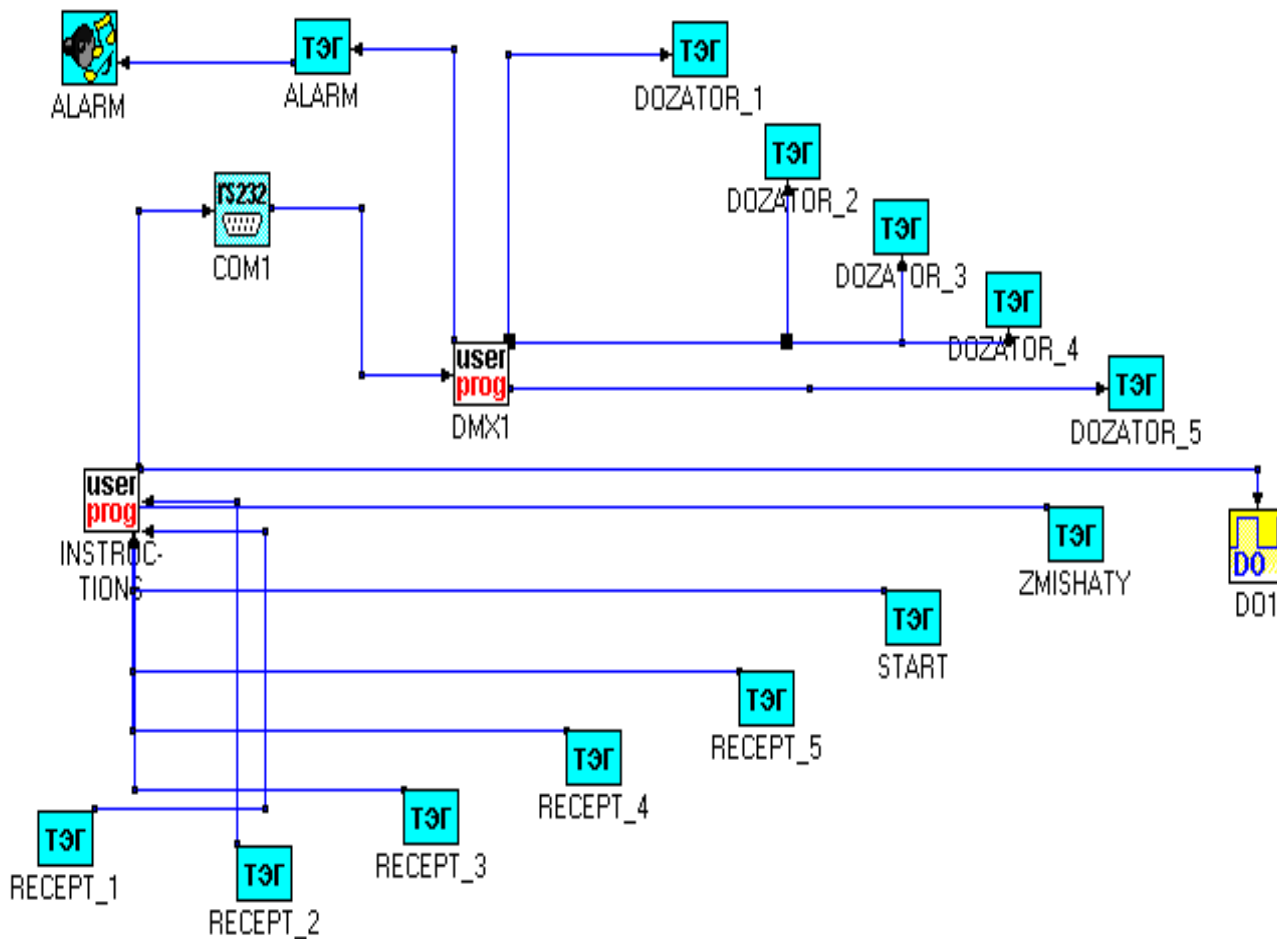 ТЭГ
ALARM
ТЭГ
ALARM
ТЭГ
DOZATOR_1
ТЭГ
DOZATOR_2
rs232
COM1
ТЭГ
DOZATOR_3
ТЭГ
DOZATOR_4
user
prog
DMX1
ТЭГ
DOZATOR_5
user
prog
INSTRUC-
TIONS
ТЭГ
ZMISHATY
DO
DO1
ТЭГ
START
ТЭГ
RECEPT_5
ТЭГ
RECEPT_4
ТЭГ
RECEPT_3
ТЭГ
RECEPT_1
ТЭГ
RECEPT_2